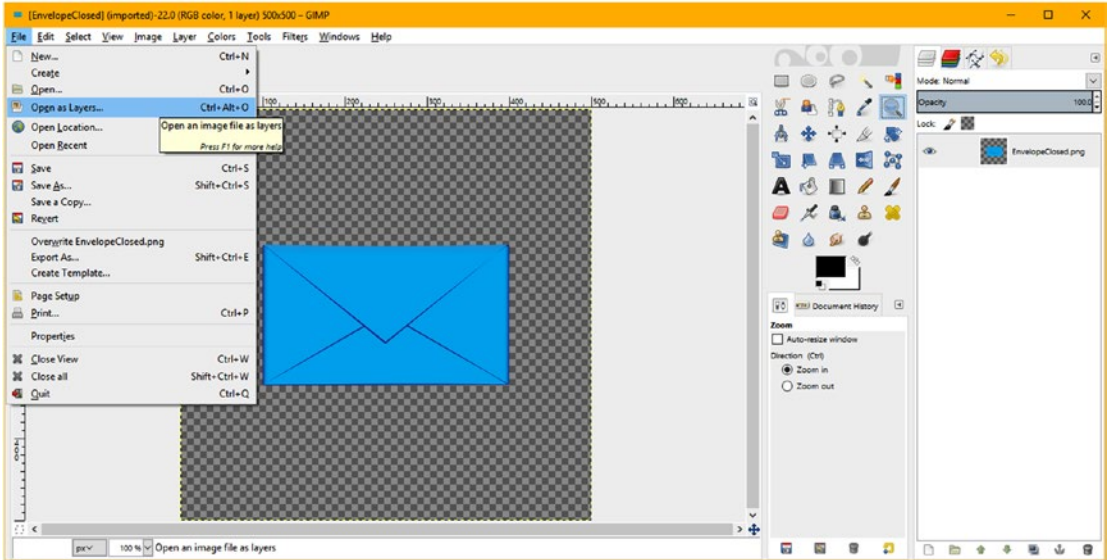 [EnvelopeClosed] (imported)-22.0 (RGB color, 1 layer) 500x500 – GIMP
File Edit Select View Image Layer Colors Tools Filters Windows Help
New... Ctrl+N
Create
Open... Ctrl+O
Open as Layers... Ctrl+Alt+O
Open Location...
Open an image file as layers
Open Recent
Press F1 for more help
Save Ctrl+S
Save As... Shift+Ctrl+S
Save a Copy...
Revert
Overwrite EnvelopeClosed.png
Export As... Shift+Ctrl+E
Create Template...
Page Setup
Print... Ctrl+P
Properties
Close View Ctrl+W
Close all Shift+Ctrl+W
Quit Ctrl+Q
100 200 300 400 500 600
400
px 100 % Open an image file as layers
Document History
Zoom
Auto-resize window
Direction (Ctrl)
Zoom in
Zoom out
Mode: Normal
Opacity 100.0
Lock:
EnvelopeClosed.png